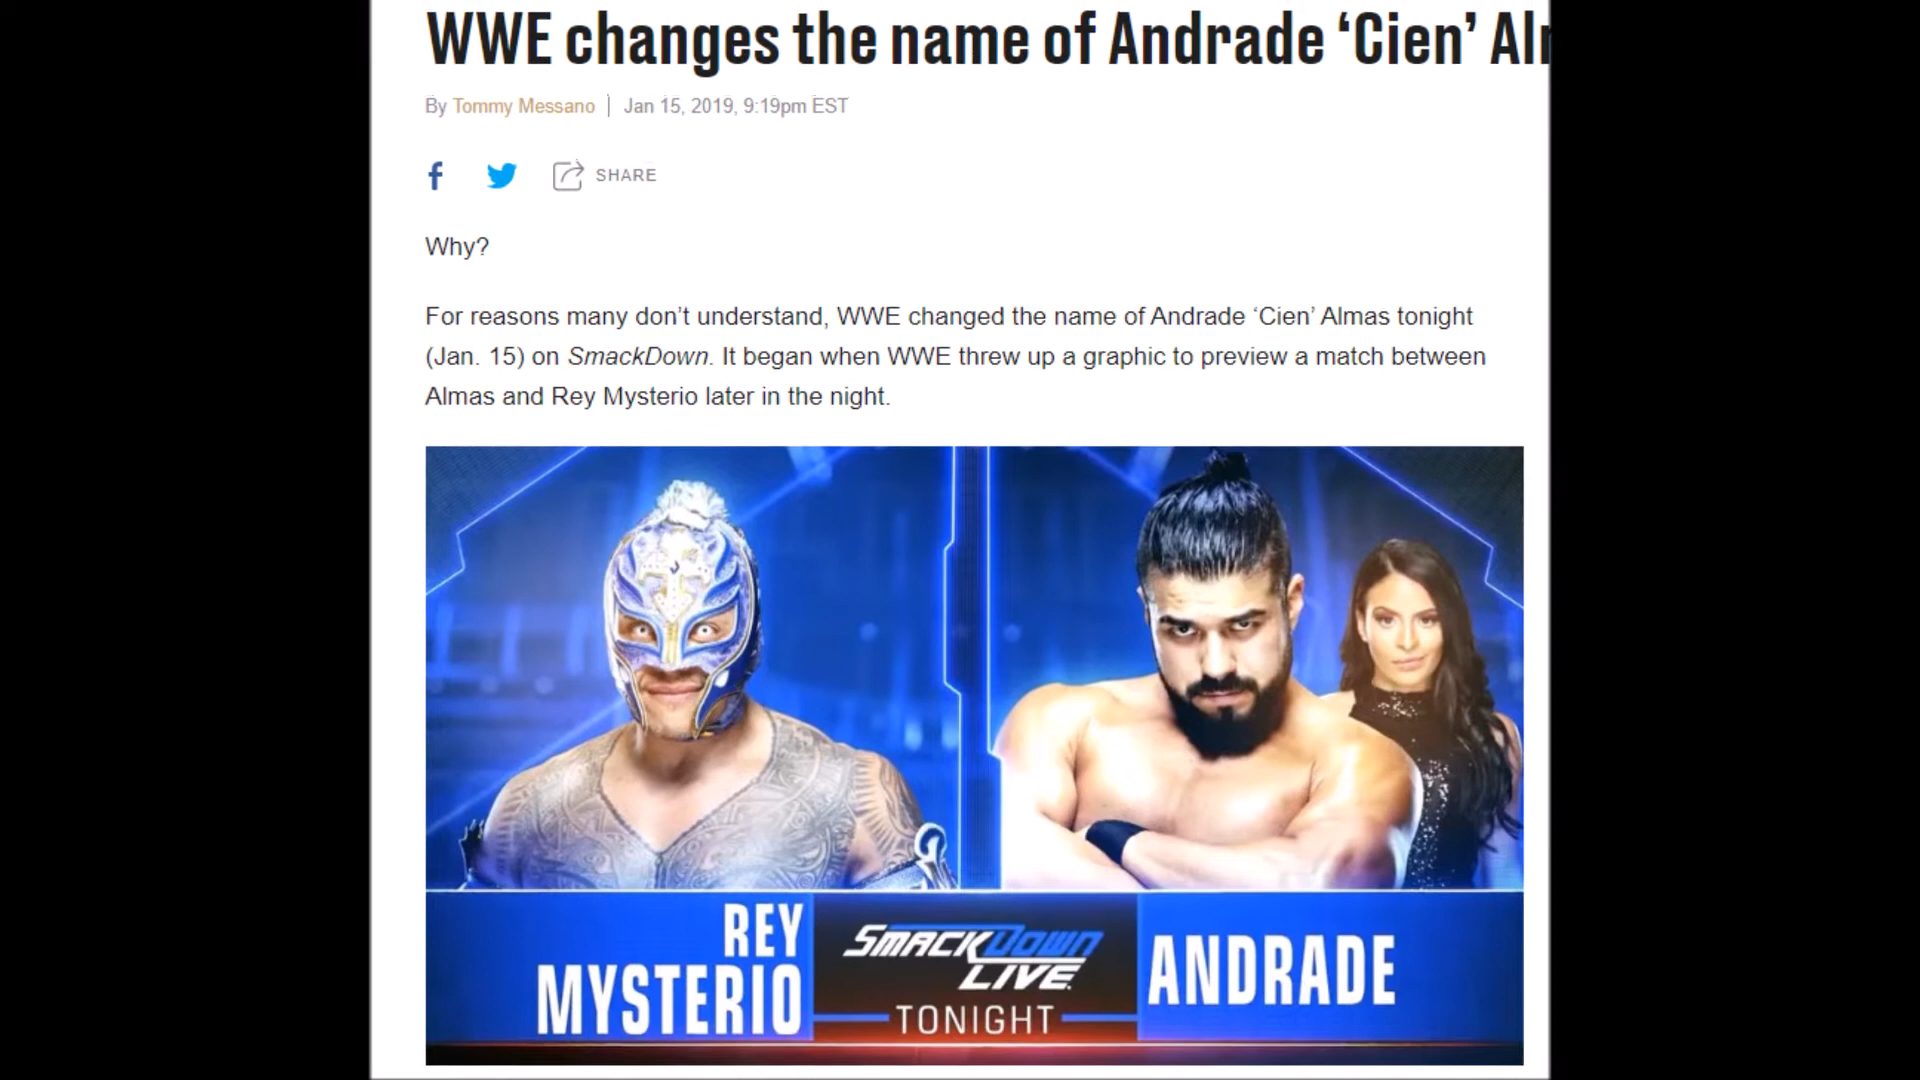 WWE changes the name of Andrade ‘Cien’ Alm
By Tommy Messano | Jan 15, 2019, 9:19pm EST
SHARE
Why?
For reasons many don’t understand, WWE changed the name of Andrade ‘Cien’ Almas tonight
(Jan. 15) on SmackDown. It began when WWE threw up a graphic to preview a match between
Almas and Rey Mysterio later in the night.
REY
MYSTERIO
SMACKDOWN
LIVE
TONIGHT
ANDRADE